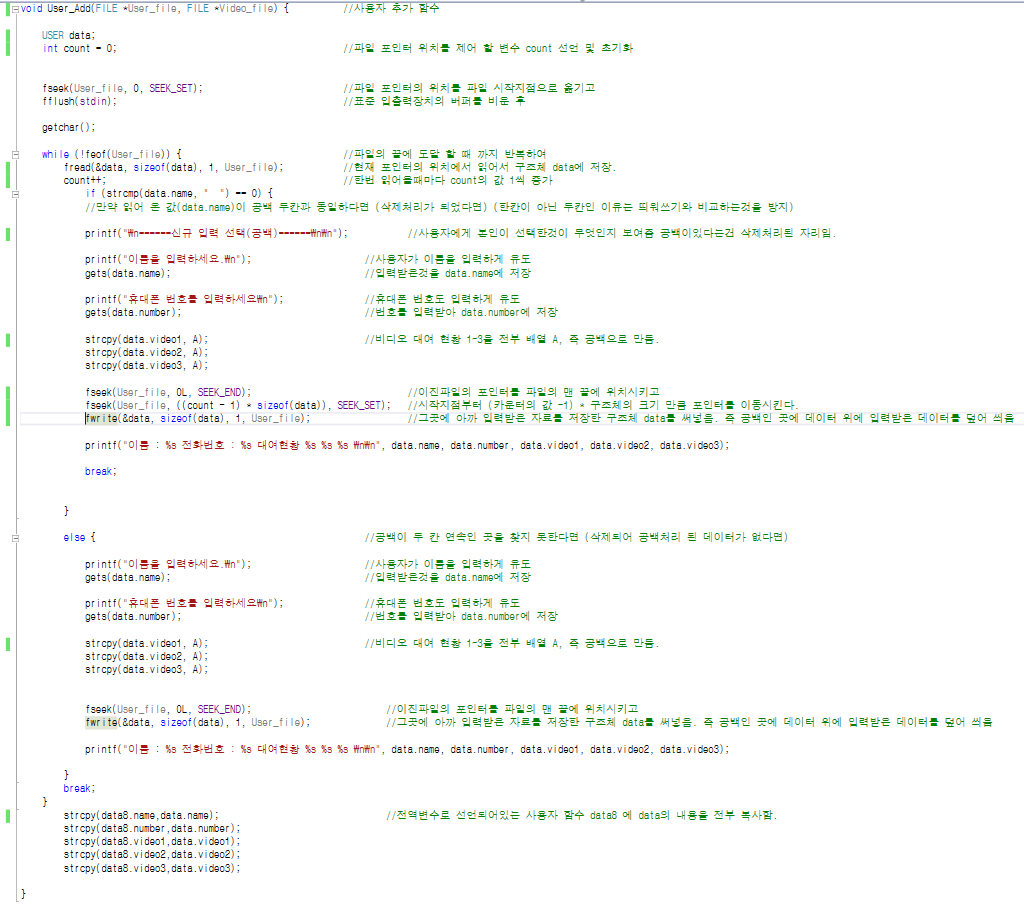 void User_Add(FILE *User_file, FILE *Video_file) { //사용자 추가 함수
USER data;
int count = 0; //파일 포인터 위치를 제어 할 변수 count 선언 및 초기화
fseek(User_file, 0, SEEK_SET); //파일 포인터의 위치를 파일 시작지점으로 옮기고
fflush(stdin); //표준 입출력장치의 버퍼를 비운 후
getchar();
while (!feof(User_file)) { //파일의 끝에 도달 할 때 까지 반복하여
fread(&data, sizeof(data), 1, User_file); //현재 포인터의 위치에서 읽어서 구조체 data에 저장.
count++; //한번 읽어올때마다 count의 값 1씩 증가
if (strcmp(data.name, "  ") == 0) {
//만약 읽어 온 값(data.name)이 공백 두칸과 동일하다면 (삭제처리가 되었다면) (한칸이 아닌 두칸인 이유는 띄워쓰기와 비교하는것을 방지)
printf("₩n======신규 입력 선택(공백)======₩n₩n"); //사용자에게 본인이 선택한것이 무엇인지 보여줌 공백이있다는건 삭제처리된 자리임.
printf("이름을 입력하세요.₩n"); //사용자가 이름을 입력하게 유도
gets(data.name); //입력받은것을 data.name에 저장
printf("휴대폰 번호를 입력하세요₩n"); //휴대폰 번호도 입력하게 유도
gets(data.number); //번호를 입력받아 data.number에 저장
strcpy(data.video1, A); //비디오 대여 현황 1-3을 전부 배열 A, 즉 공백으로 만듬.
strcpy(data.video2, A);
strcpy(data.video3, A);
fseek(User_file, 0L, SEEK_END); //이진파일의 포인터를 파일의 맨 끝에 위치시키고
fseek(User_file, ((count - 1) * sizeof(data)), SEEK_SET); //시작지점부터 (카운터의 값 -1) * 구조체의 크기 만큼 포인터를 이동시킨다.
fwrite(&data, sizeof(data), 1, User_file); //그곳에 아까 입력받은 자료를 저장한 구조체 data를 써넣음. 즉 공백인 곳에 데이터 위에 입력받은 데이터를 덮어 씌움
printf("이름 : %s 전화번호 : %s 대여현황 %s %s %s ₩n₩n", data.name, data.number, data.video1, data.video2, data.video3);
break;
}
else { //공백이 두 칸 연속인 곳을 찾지 못한다면 (삭제되어 공백처리 된 데이터가 없다면)
printf("이름을 입력하세요.₩n"); //사용자가 이름을 입력하게 유도
gets(data.name); //입력받은것을 data.name에 저장
printf("휴대폰 번호를 입력하세요₩n"); //휴대폰 번호도 입력하게 유도
gets(data.number); //번호를 입력받아 data.number에 저장
strcpy(data.video1, A); //비디오 대여 현황 1-3을 전부 배열 A, 즉 공백으로 만듬.
strcpy(data.video2, A);
strcpy(data.video3, A);
fseek(User_file, 0L, SEEK_END); //이진파일의 포인터를 파일의 맨 끝에 위치시키고
fwrite(&data, sizeof(data), 1, User_file); //그곳에 아까 입력받은 자료를 저장한 구조체 data를 써넣음. 즉 공백인 곳에 데이터 위에 입력받은 데이터를 덮어 씌움
printf("이름 : %s 전화번호 : %s 대여현황 %s %s %s ₩n₩n", data.name, data.number, data.video1, data.video2, data.video3);
}
break;
}
strcpy(data8.name,data.name); //전역변수로 선언되어있는 사용자 함수 data8 에 data의 내용을 전부 복사함.
strcpy(data8.number,data.number);
strcpy(data8.video1,data.video1);
strcpy(data8.video2,data.video2);
strcpy(data8.video3,data.video3);
}